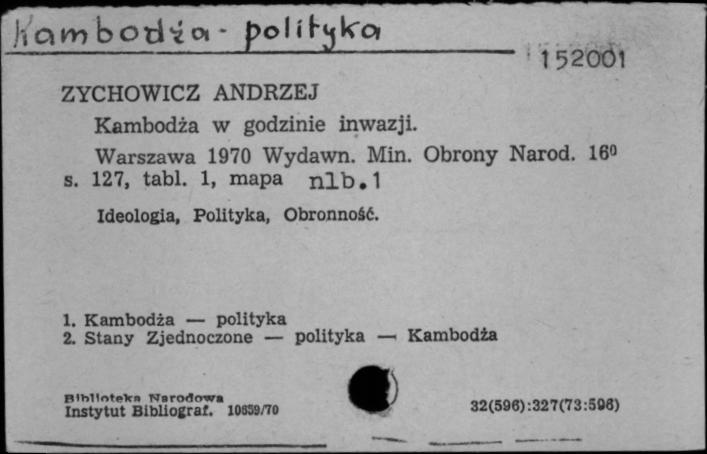 Kambodża - polityka
152001
ZYCHOWICZ ANDRZEJ
Kambodża w godzinie inwazji.
Warszawa 1970 Wydawn. Min. Obrony Narod. 16⁰
s. 127, tabl. 1, mapa nlb.1
Ideologia, Polityka, Obronność.
1. Kambodża — polityka
2. Stany Zjednoczone — polityka — Kambodża
Biblioteka Narodowa
Instytut Bibliograf. 10859/70
32(596):327(73:596)